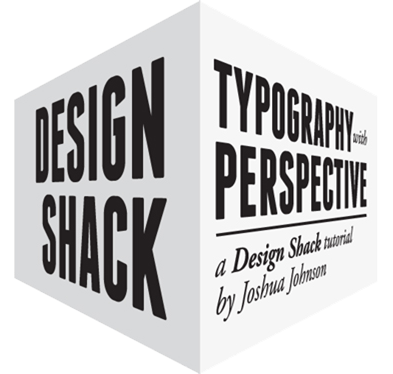 DESIGN
SHACK
TYPOGRAPHY with
PERSPECTIVE
a Design Shack tutorial
by Joshua Johnson